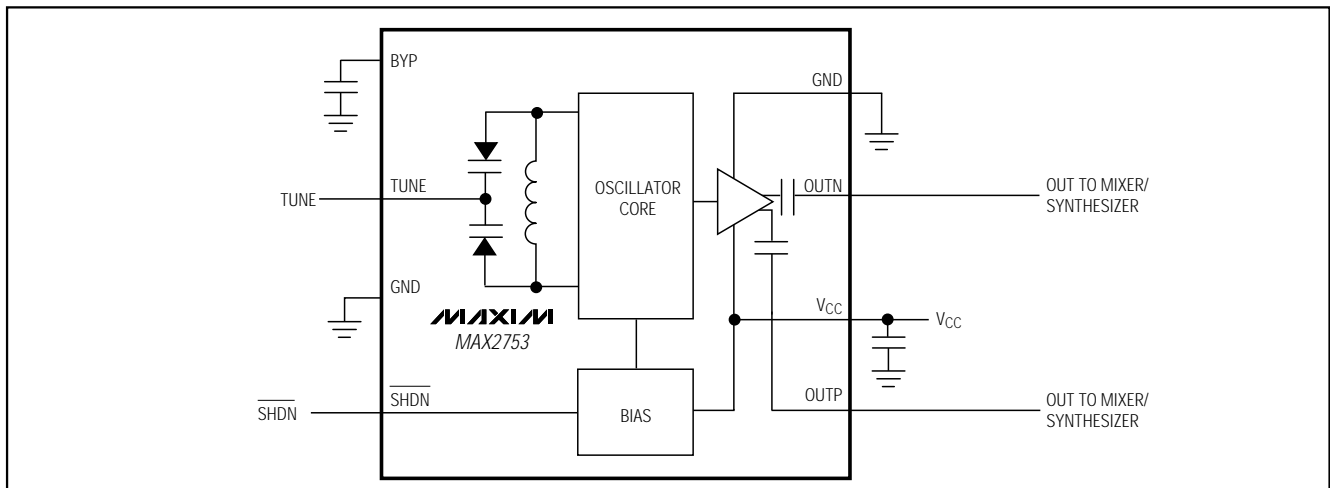 BYP
GND
TUNE
TUNE
OSCILLATOR
CORE
OUTN
OUT TO MIXER/
SYNTHESIZER
GND
MAXIM
MAX2753
VCC
VCC
SHDN
SHDN
BIAS
OUTP
OUT TO MIXER/
SYNTHESIZER